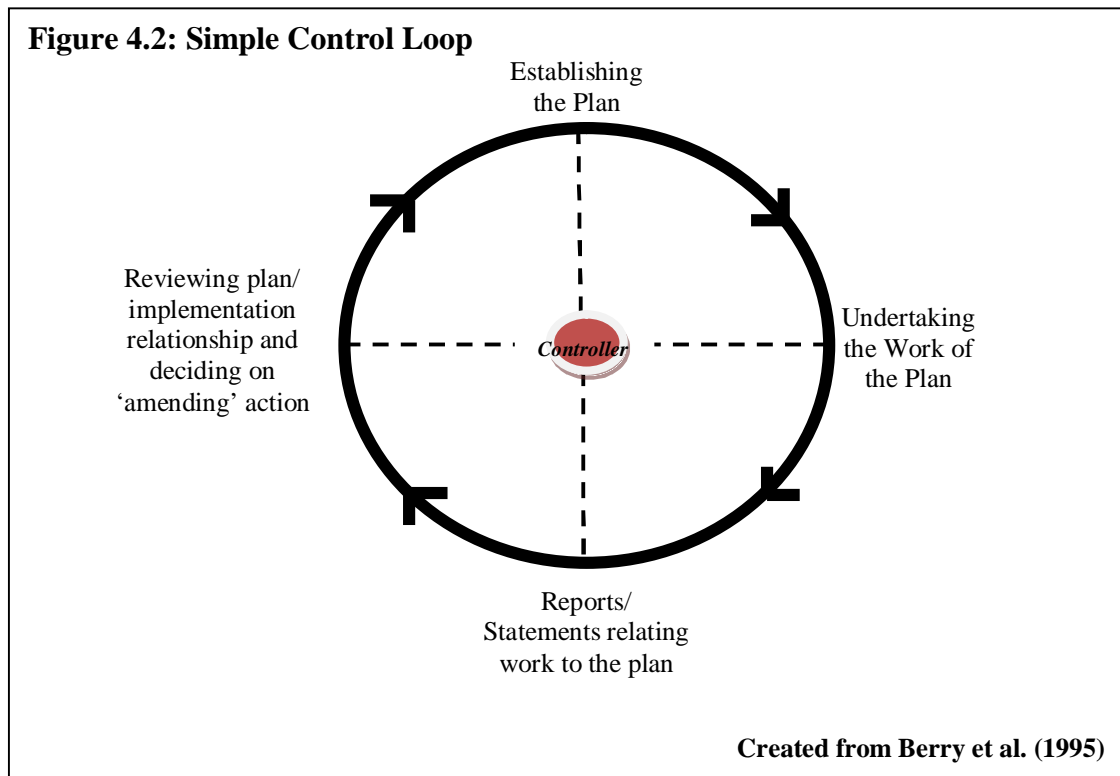 Figure 4.2: Simple Control Loop
Establishing
the Plan
Undertaking
the Work of
the Plan
Reports/
Statements relating
work to the plan
Reviewing plan/
implementation
relationship and
deciding on
‘amending’ action
Controller
Created from Berry et al. (1995)